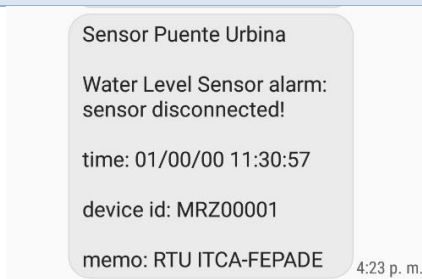 Sensor Puente Urbina
Water Level Sensor alarm:
sensor disconnected!
time: 01/00/00 11:30:57
device id: MRZ00001
memo: RTU ITCA-FEPADE
4:23 p. m.